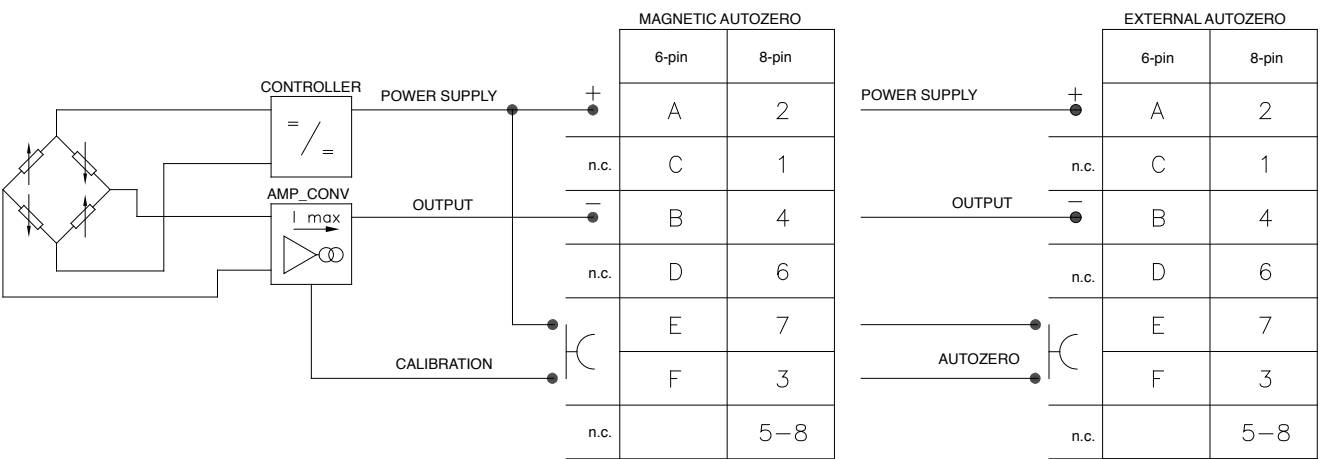 MAGNETIC AUTOZERO
EXTERNAL AUTOZERO
6-pin 8-pin
6-pin 8-pin
CONTROLLER
= / =
POWER SUPPLY
+
A 2
POWER SUPPLY
+
A 2
n.c. C 1
n.c. C 1
AMP_CONV
I max
OUTPUT
−
B 4
OUTPUT
−
B 4
n.c. D 6
n.c. D 6
E 7
E 7
CALIBRATION
F 3
AUTOZERO
F 3
n.c. 5-8
n.c. 5-8